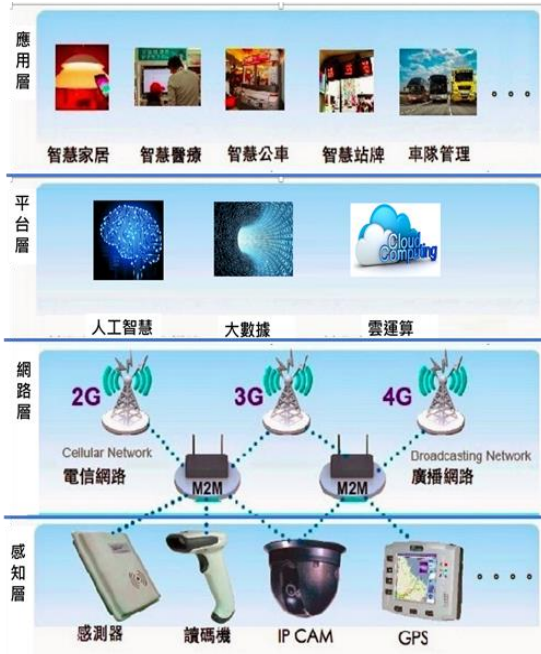 應用層
智慧家居 智慧醫療 智慧公車 智慧站牌 車隊管理
平台層
Cloud
Computing
人工智慧 大數據 雲運算
網路層
2G 3G 4G
Cellular Network Broadcasting Network
電信網路 M2M M2M 廣播網路
感知層
感測器 讀碼機 IP CAM GPS